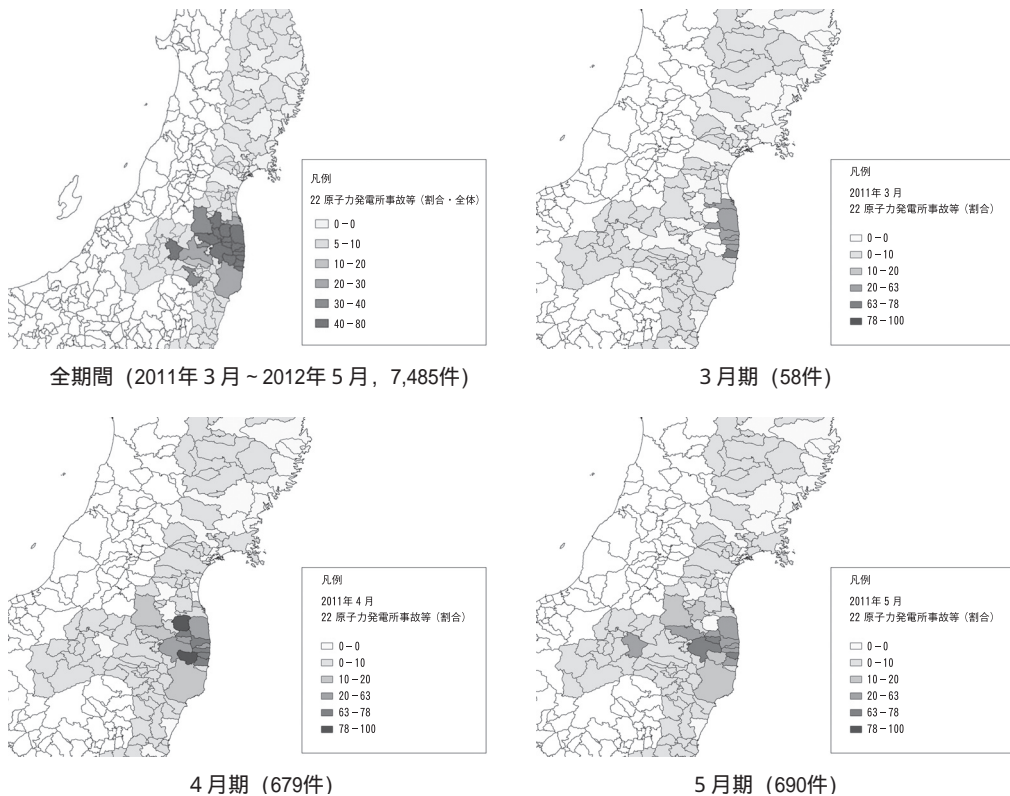 凡例
22 原子力発電所事故等（割合・全体）
0－0
5－10
10－20
20－30
30－40
40－80
全期間（2011年３月～2012年５月，7,485件）
凡例
2011年３月
22 原子力発電所事故等（割合）
0－0
0－10
10－20
20－63
63－78
78－100
３月期（58件）
凡例
2011年４月
22 原子力発電所事故等（割合）
0－0
0－10
10－20
20－63
63－78
78－100
４月期（679件）
凡例
2011年５月
22 原子力発電所事故等（割合）
0－0
0－10
10－20
20－63
63－78
78－100
５月期（690件）